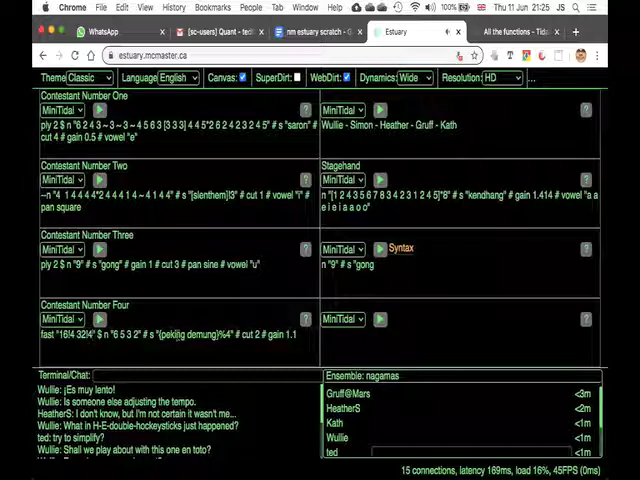 Chrome File Edit View History Bookmarks People Tab Window Help 100% Thu 11 Jun 21:25
WhatsApp
[sc-users] Quant - ted
nm estuary scratch - G
Estuary
All the functions - Tida
estuary.mcmaster.ca
Theme Classic Language English Canvas: SuperDirt: WebDirt: Dynamics: Wide Resolution: HD ...
Contestant Number One
MiniTidal ?
ply 2 $ n "6 2 4 3 ~ 3 ~ 3 ~ 4 5 6 3 [3 3 3] 4 4 5*2 6 2 4 2 3 2 4 5" # s "saron" #
cut 4 # gain 0.5 # vowel "e"
MiniTidal ?
Wullie - Simon - Heather - Gruff - Kath
Contestant Number Two
MiniTidal ?
--n "4 1 4 4 4 4*2 4 4 4 1 4 ~ 4 1 4 4" # s "[slenthem]!3" # cut 1 # vowel "i" #
pan square
Stagehand
MiniTidal ?
n "[1 2 4 3 5 6 7 8 3 4 2 3 1 2 4 5]*8" # s "kendhang" # gain 1.414 # vowel "a a
e i e i i a a o o"
Contestant Number Three
MiniTidal ?
ply 2 $ n "9" # s "gong" # gain 1 # cut 3 # pan sine # vowel "u"
MiniTidal Syntax ?
n "9" # s "gong
Contestant Number Four
MiniTidal ?
fast "16!4 32!4" $ n "6 5 3 2" # s "{peking demung}%4" # cut 2 # gain 1.1
MiniTidal ?
Terminal/Chat:
Wullie: ¡Es muy lento!
Wullie: Is someone else adjusting the tempo.
HeatherS: I don't know, but I'm not certain it wasn't me...
Wullie: What in H-E-double-hockeysticks just happened?
ted: try to simplify?
Wullie: Shall we play about with this one en toto?
Ensemble: nagamas
Gruff@Mars <3m
HeatherS <2m
Kath <1m
Wullie <1m
ted <1m
15 connections, latency 169ms, load 16%, 45FPS (0ms)